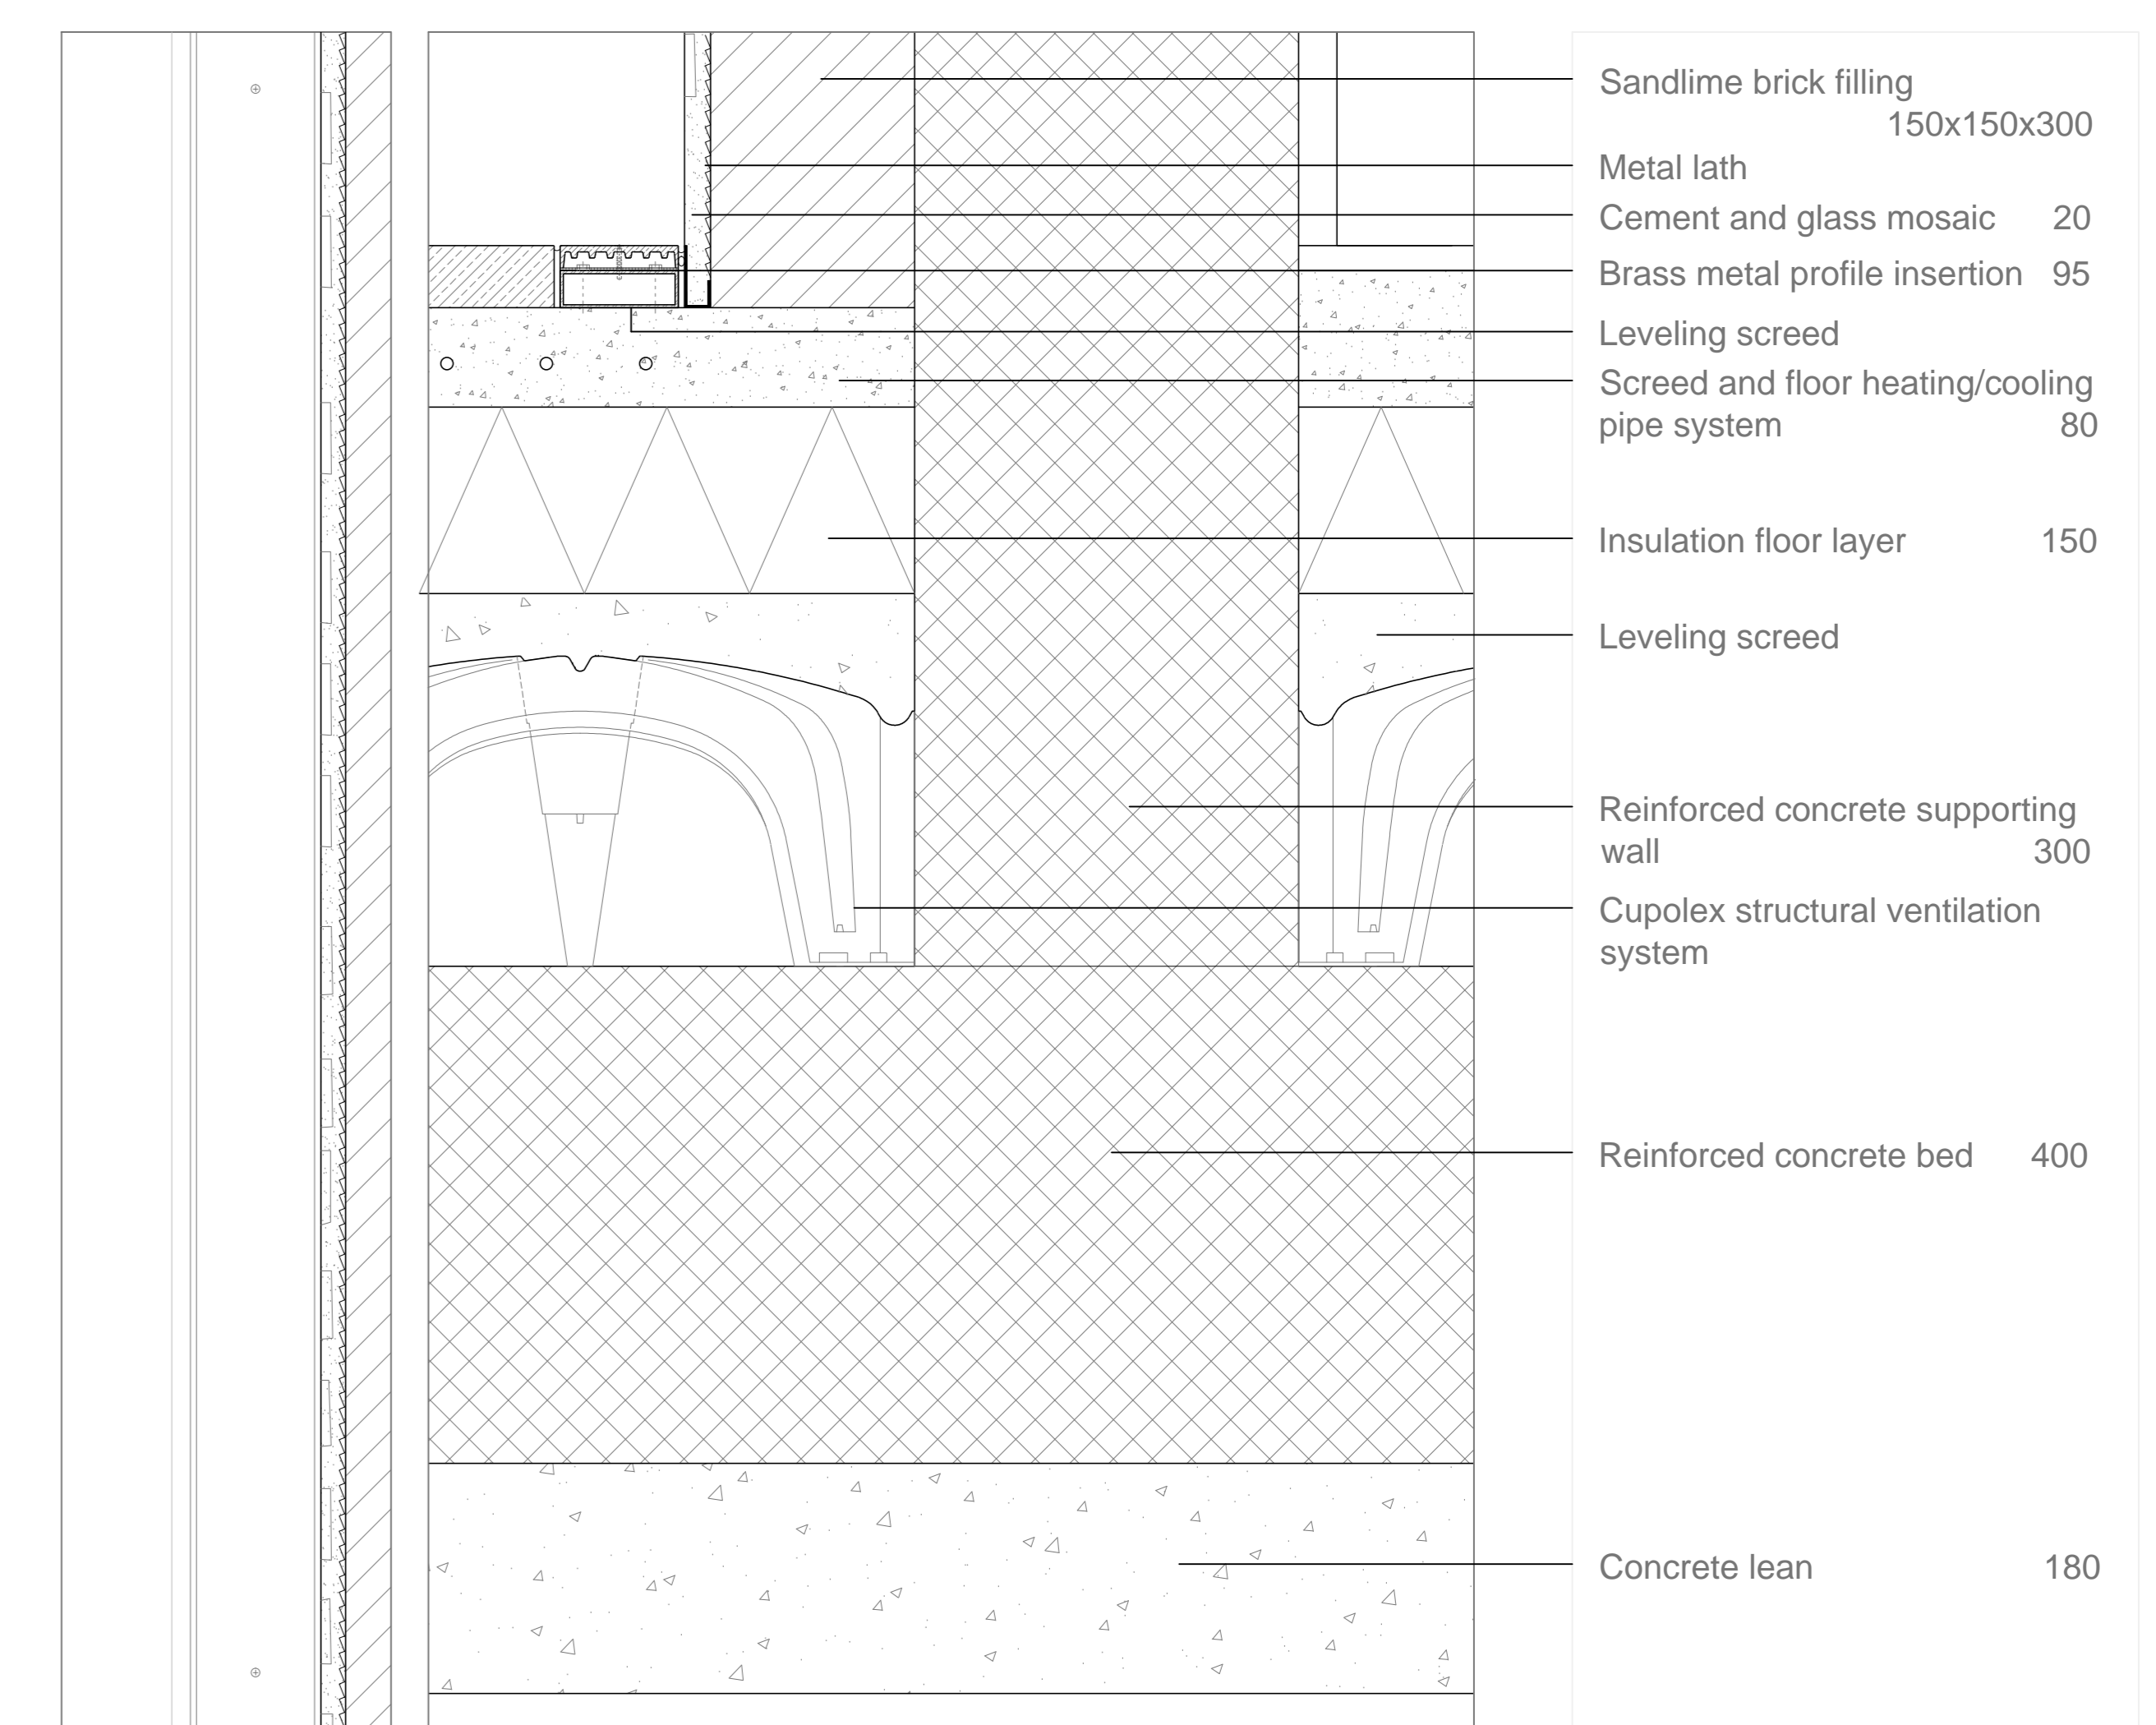 Sandlime brick filling
150x150x300
Metal lath
Cement and glass mosaic 20
Brass metal profile insertion 95
Leveling screed
Screed and floor heating/cooling
pipe system 80
Insulation floor layer 150
Leveling screed
Reinforced concrete supporting
wall 300
Cupolex structural ventilation
system
Reinforced concrete bed 400
Concrete lean 180